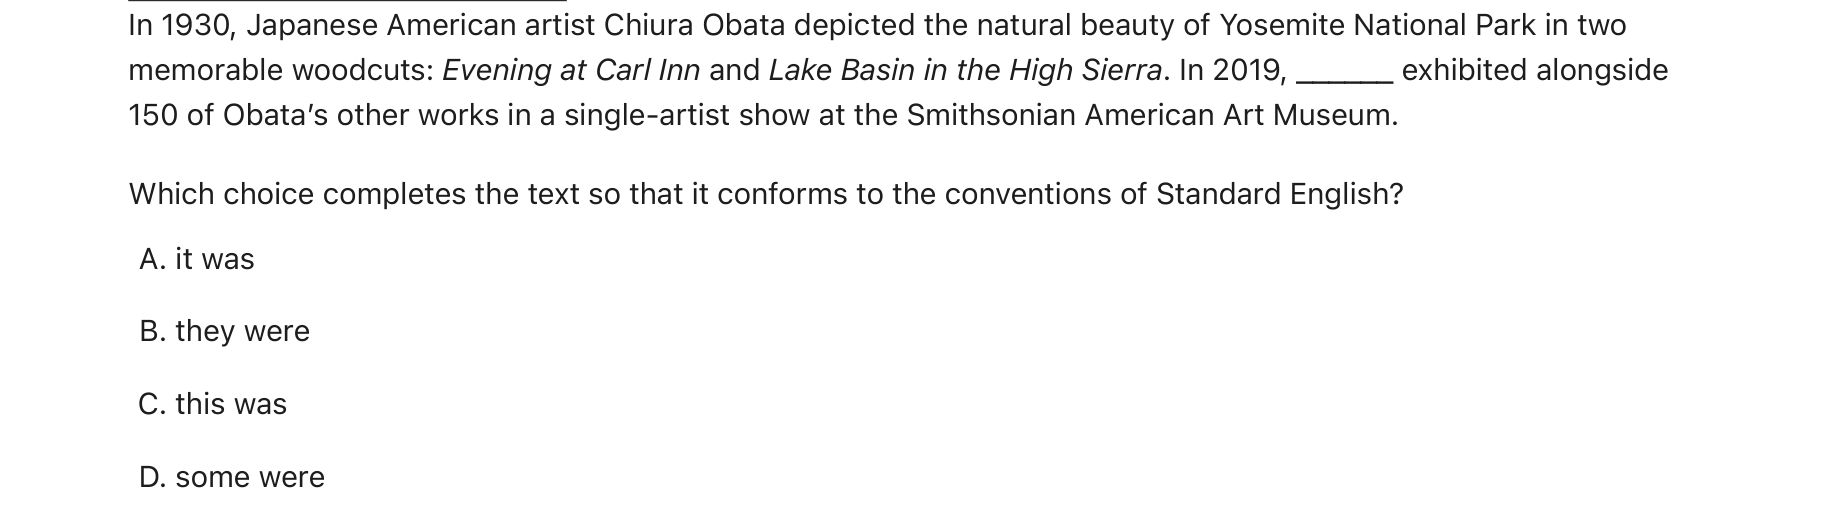 In 1930, Japanese American artist Chiura Obata depicted the natural beauty of Yosemite National Park in two
memorable woodcuts: Evening at Carl Inn and Lake Basin in the High Sierra. In 2019, ______ exhibited alongside
150 of Obata’s other works in a single-artist show at the Smithsonian American Art Museum.
Which choice completes the text so that it conforms to the conventions of Standard English?
A. it was
B. they were
C. this was
D. some were